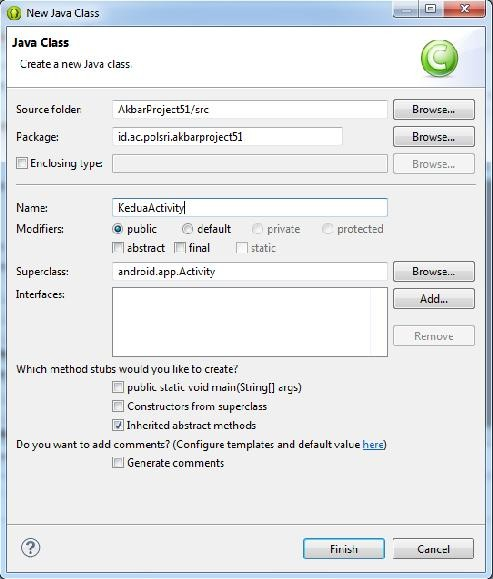 New Java Class
Java Class
Create a new Java class.
Source folder: AkbarProject51/src Browse...
Package: id.ac.polsri.akbarproject51 Browse...
Enclosing type: Browse...
Name: KeduaActivity
Modifiers: public default private protected
abstract final static
Superclass: android.app.Activity Browse...
Interfaces: Add...
Remove
Which method stubs would you like to create?
public static void main(String[] args)
Constructors from superclass
Inherited abstract methods
Do you want to add comments? (Configure templates and default value here)
Generate comments
? Finish Cancel